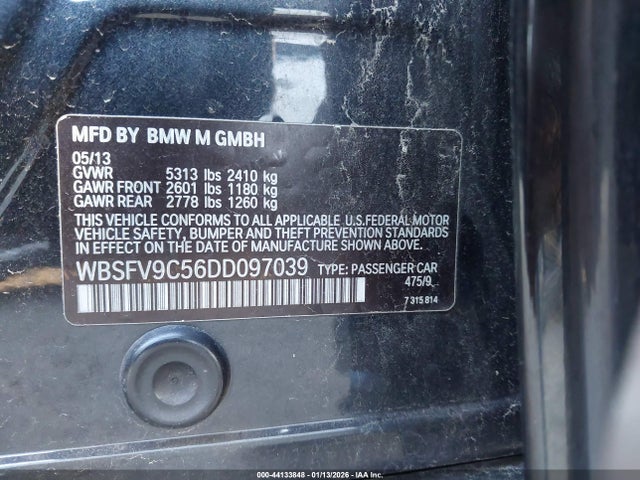 MFD BY BMW M GMBH
05/13
GVWR 5313 lbs 2410 kg
GAWR FRONT 2601 lbs 1180 kg
GAWR REAR 2778 lbs 1260 kg
THIS VEHICLE CONFORMS TO ALL APPLICABLE U.S.FEDERAL MOTOR
VEHICLE SAFETY, BUMPER AND THEFT PREVENTION STANDARDS
IN EFFECT ON THE DATE OF MANUFACTURE SHOWN ABOVE.
WBSFV9C56DD097039 TYPE: PASSENGER CAR
475/9
7 315 814
000-44133848 - 01/13/2026 - IAA Inc.